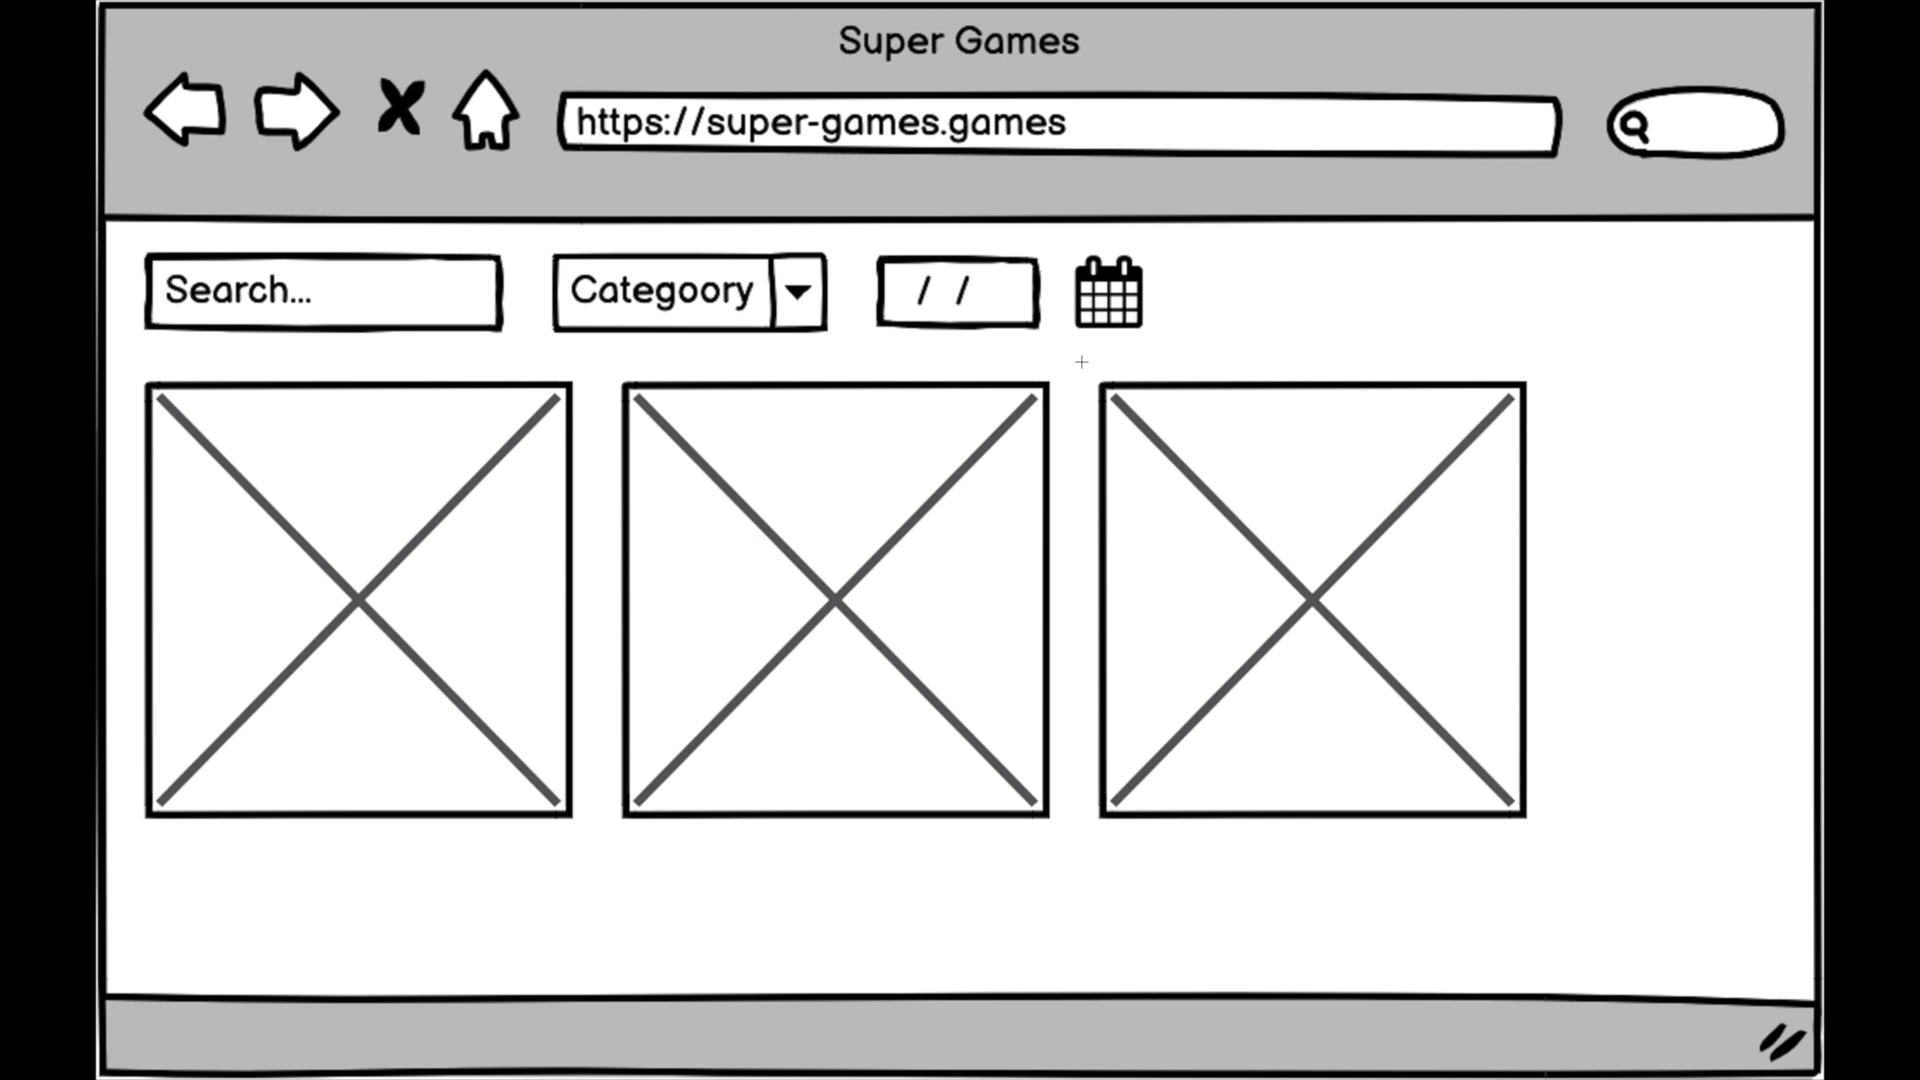 Super Games
https://super-games.games
Search...
Categoory
/ /